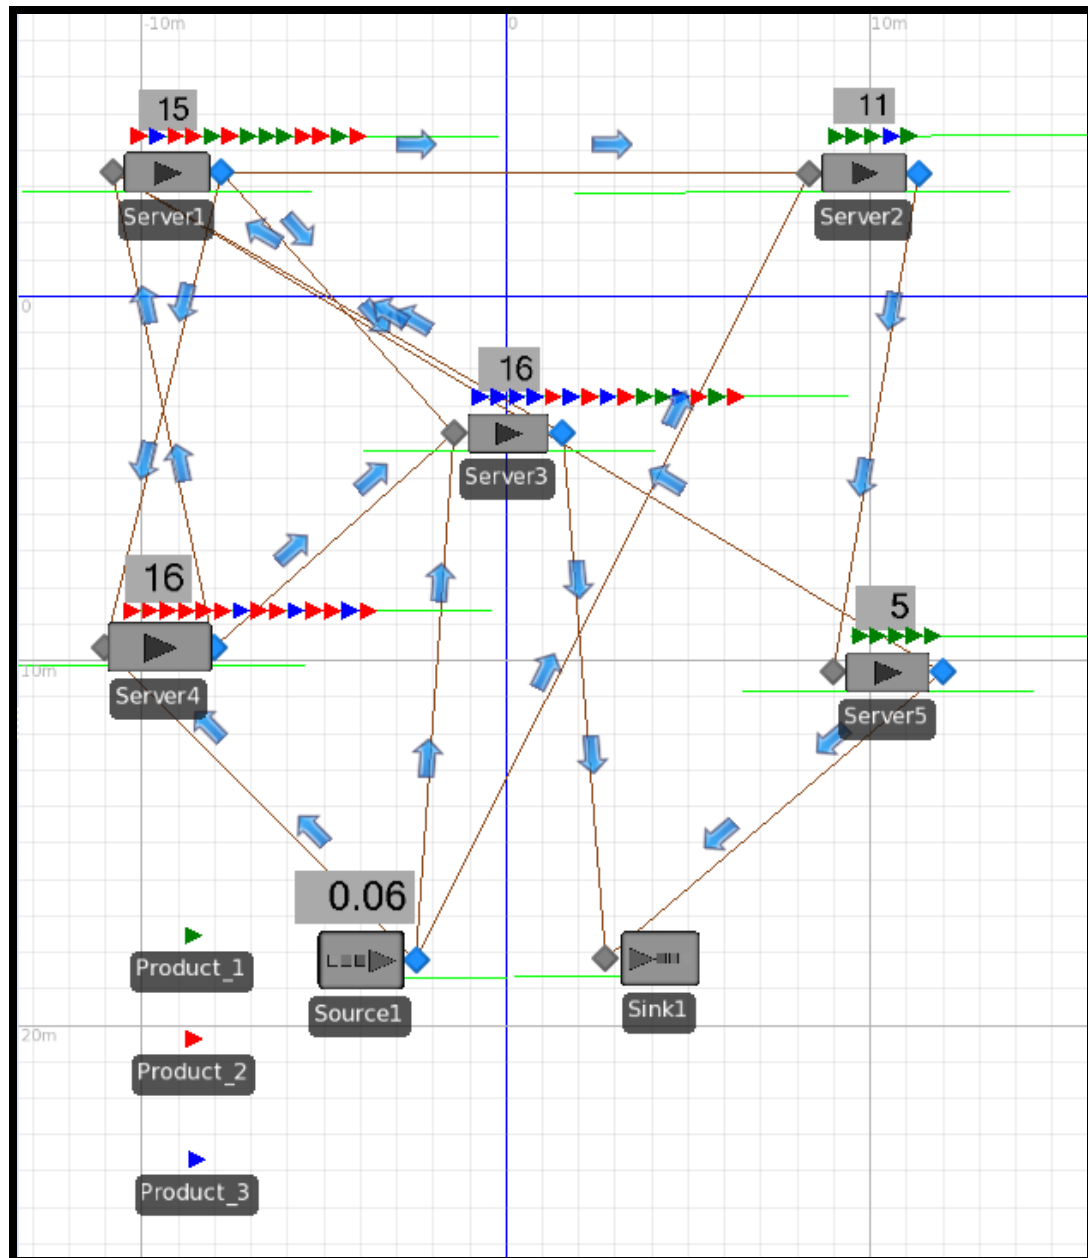 -10m 0 10m
15 11
Server1 Server2
0
16
Server3
16 5
10m
Server4 Server5
0.06
Product_1
Source1 Sink1
20m
Product_2
Product_3